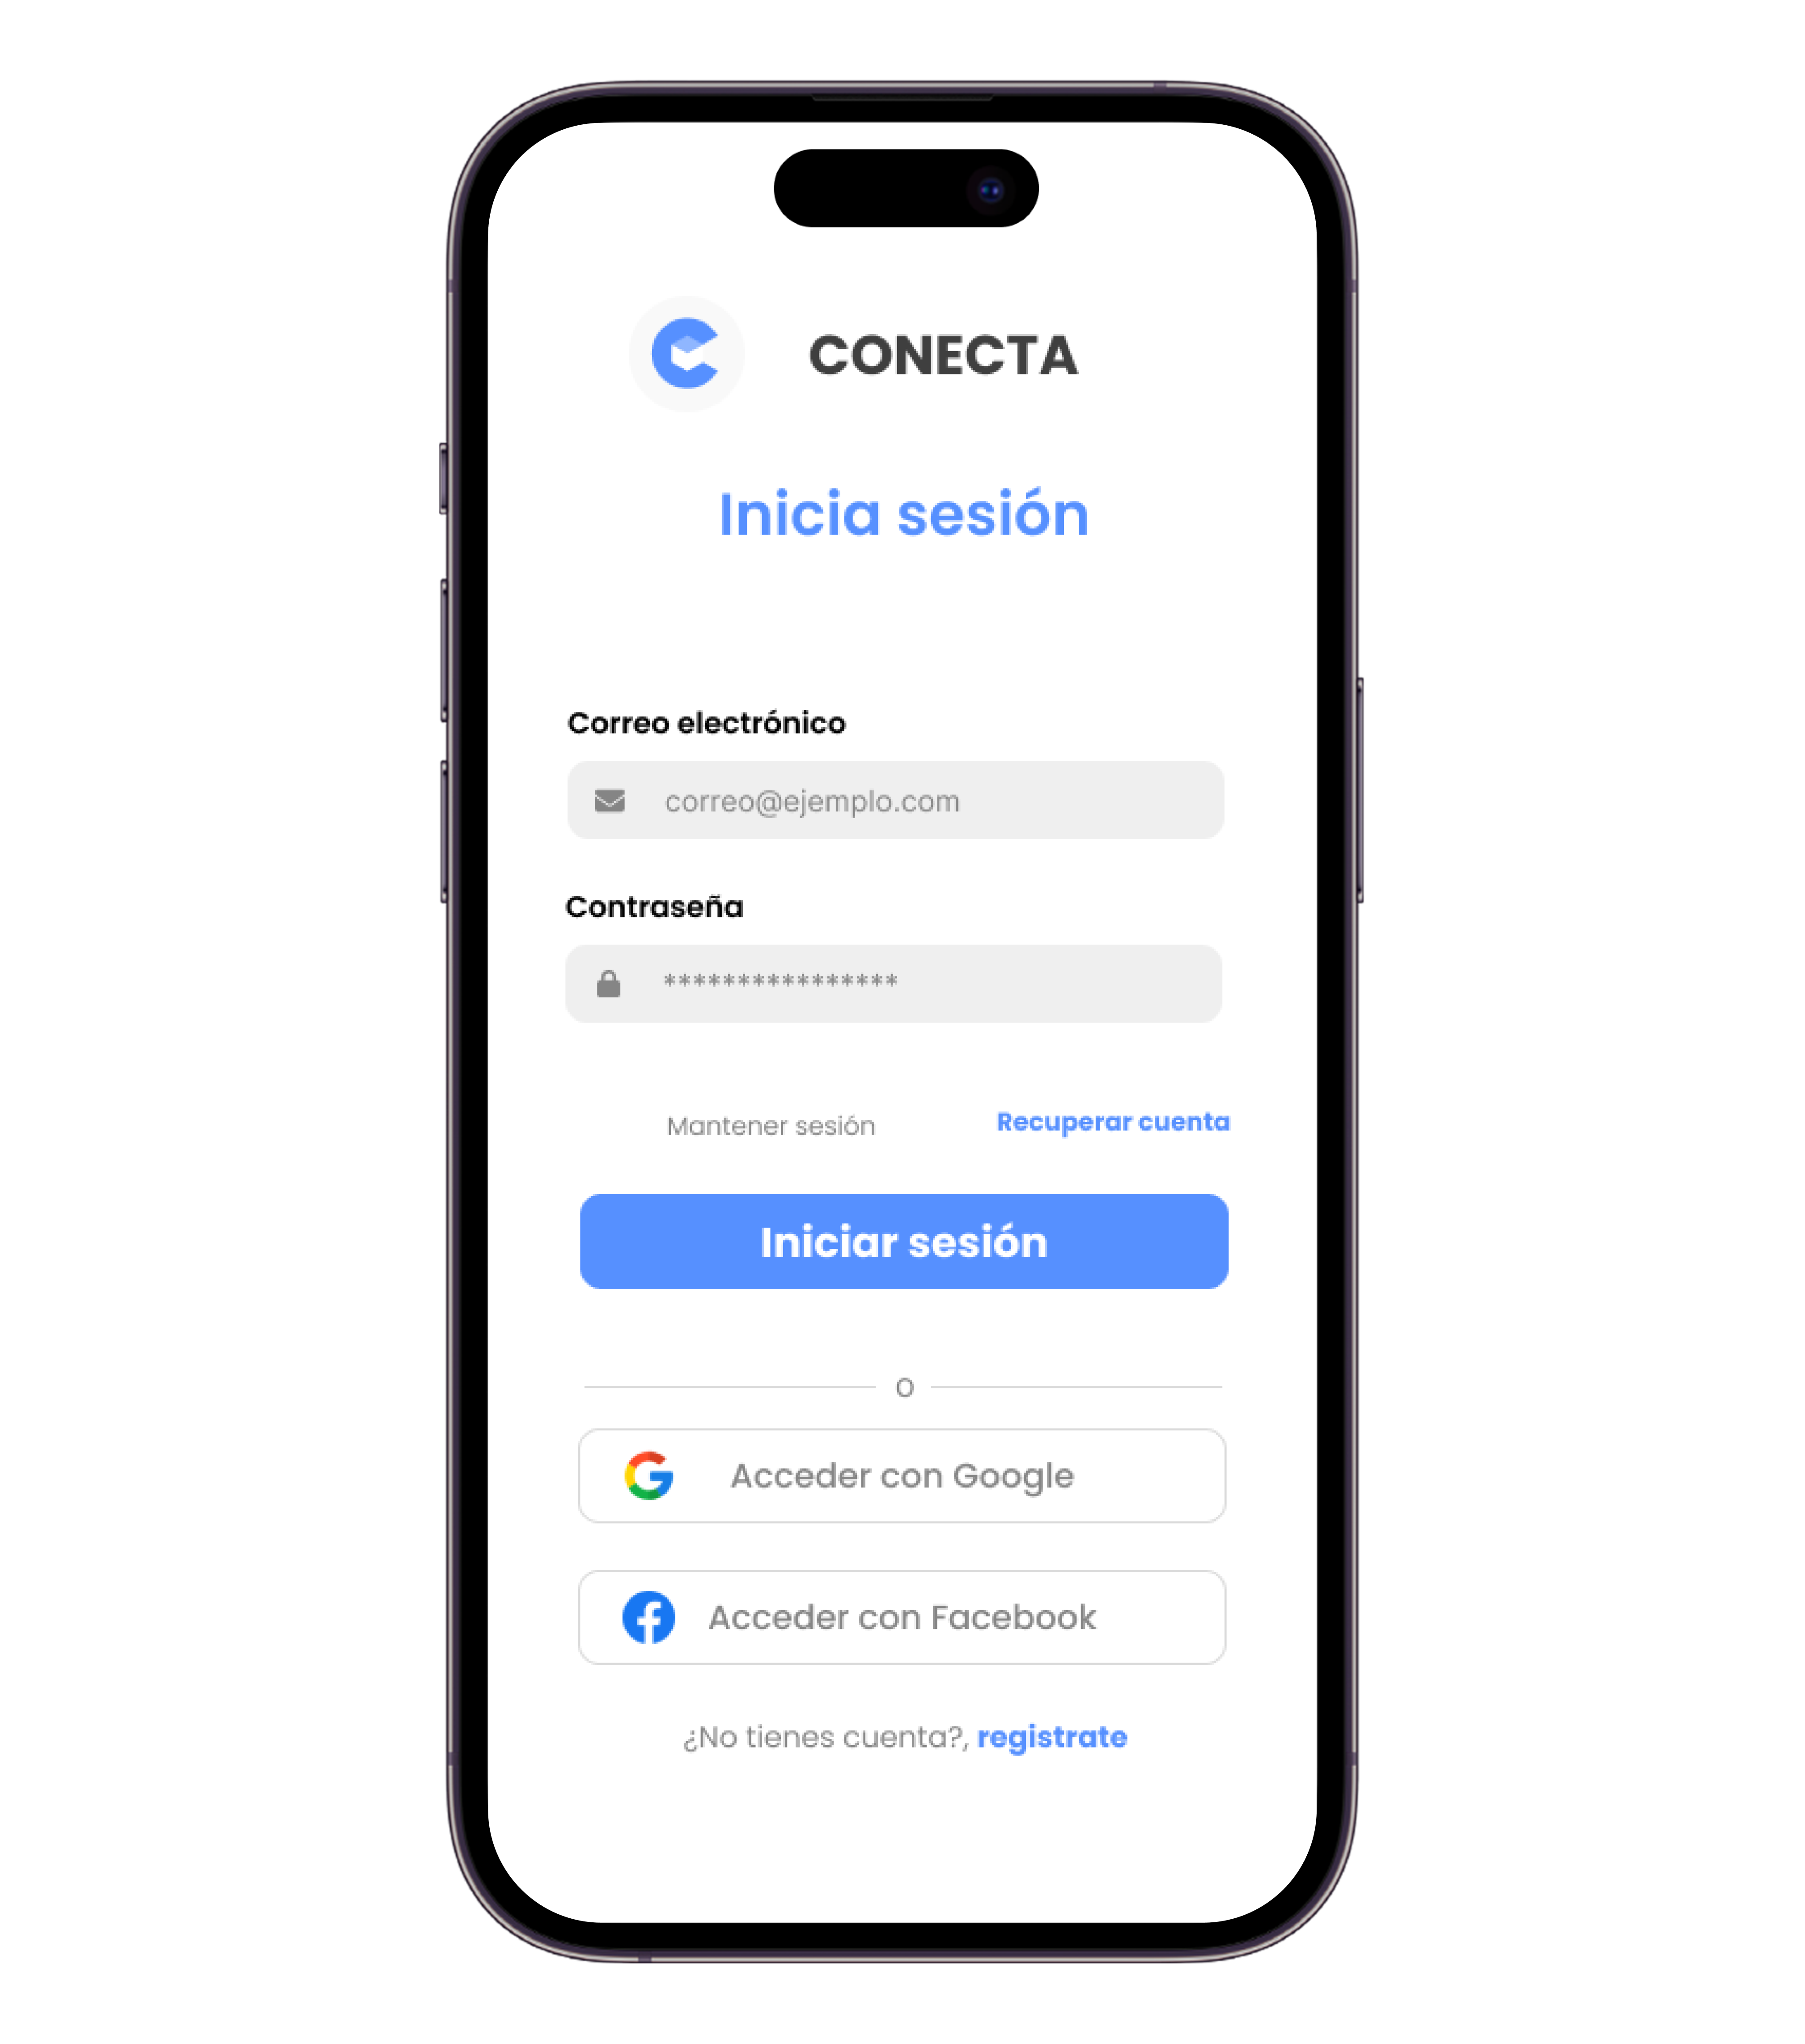 CONECTA
Inicia sesión
Correo electrónico
correo@ejemplo.com
Contraseña
****************
Mantener sesión
Recuperar cuenta
Iniciar sesión
O
Acceder con Google
Acceder con Facebook
¿No tienes cuenta?, registrate